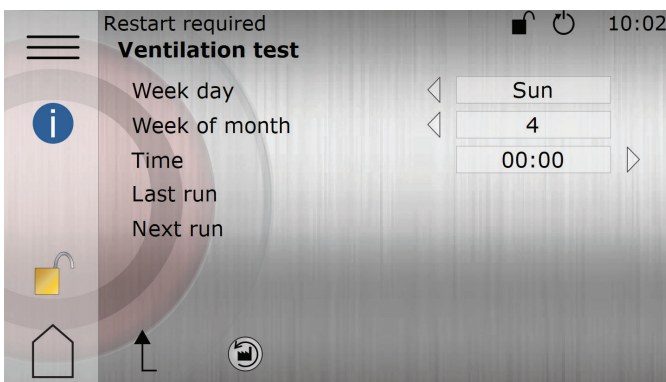 Restart required 10:02
Ventilation test
Week day Sun
Week of month 4
Time 00:00
Last run
Next run